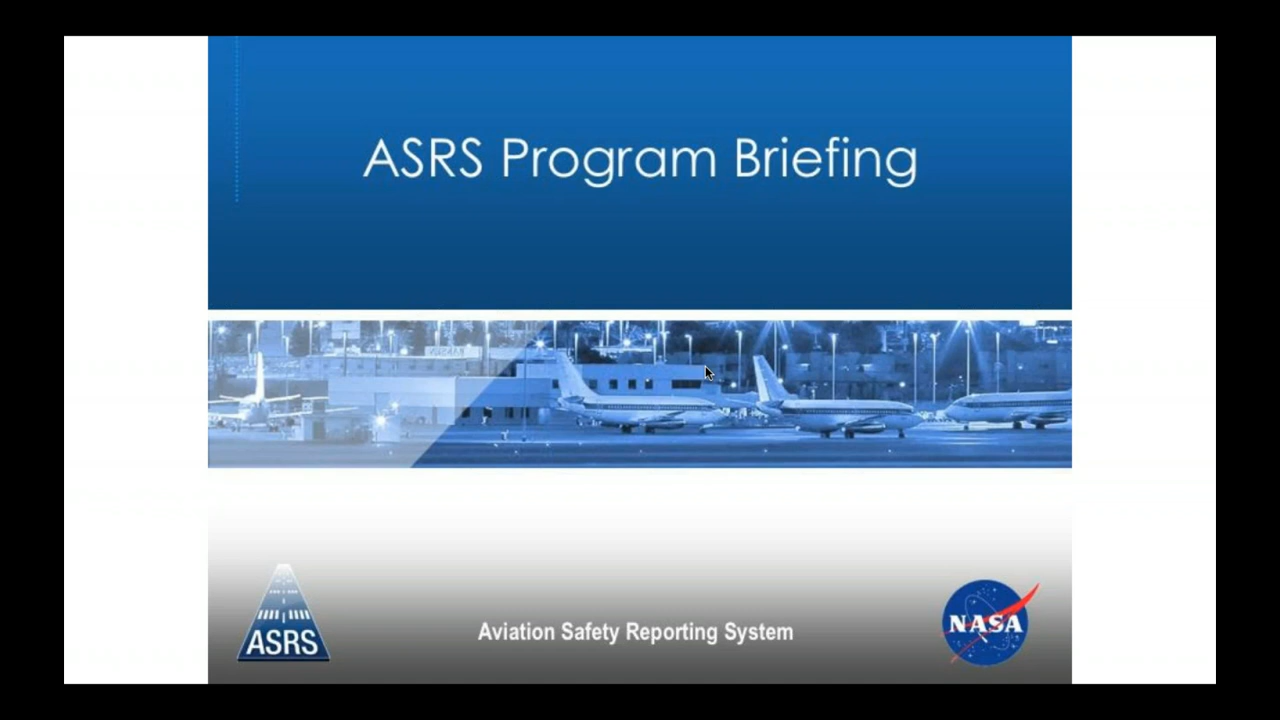 ASRS Program Briefing
ASRS
Aviation Safety Reporting System
NASA